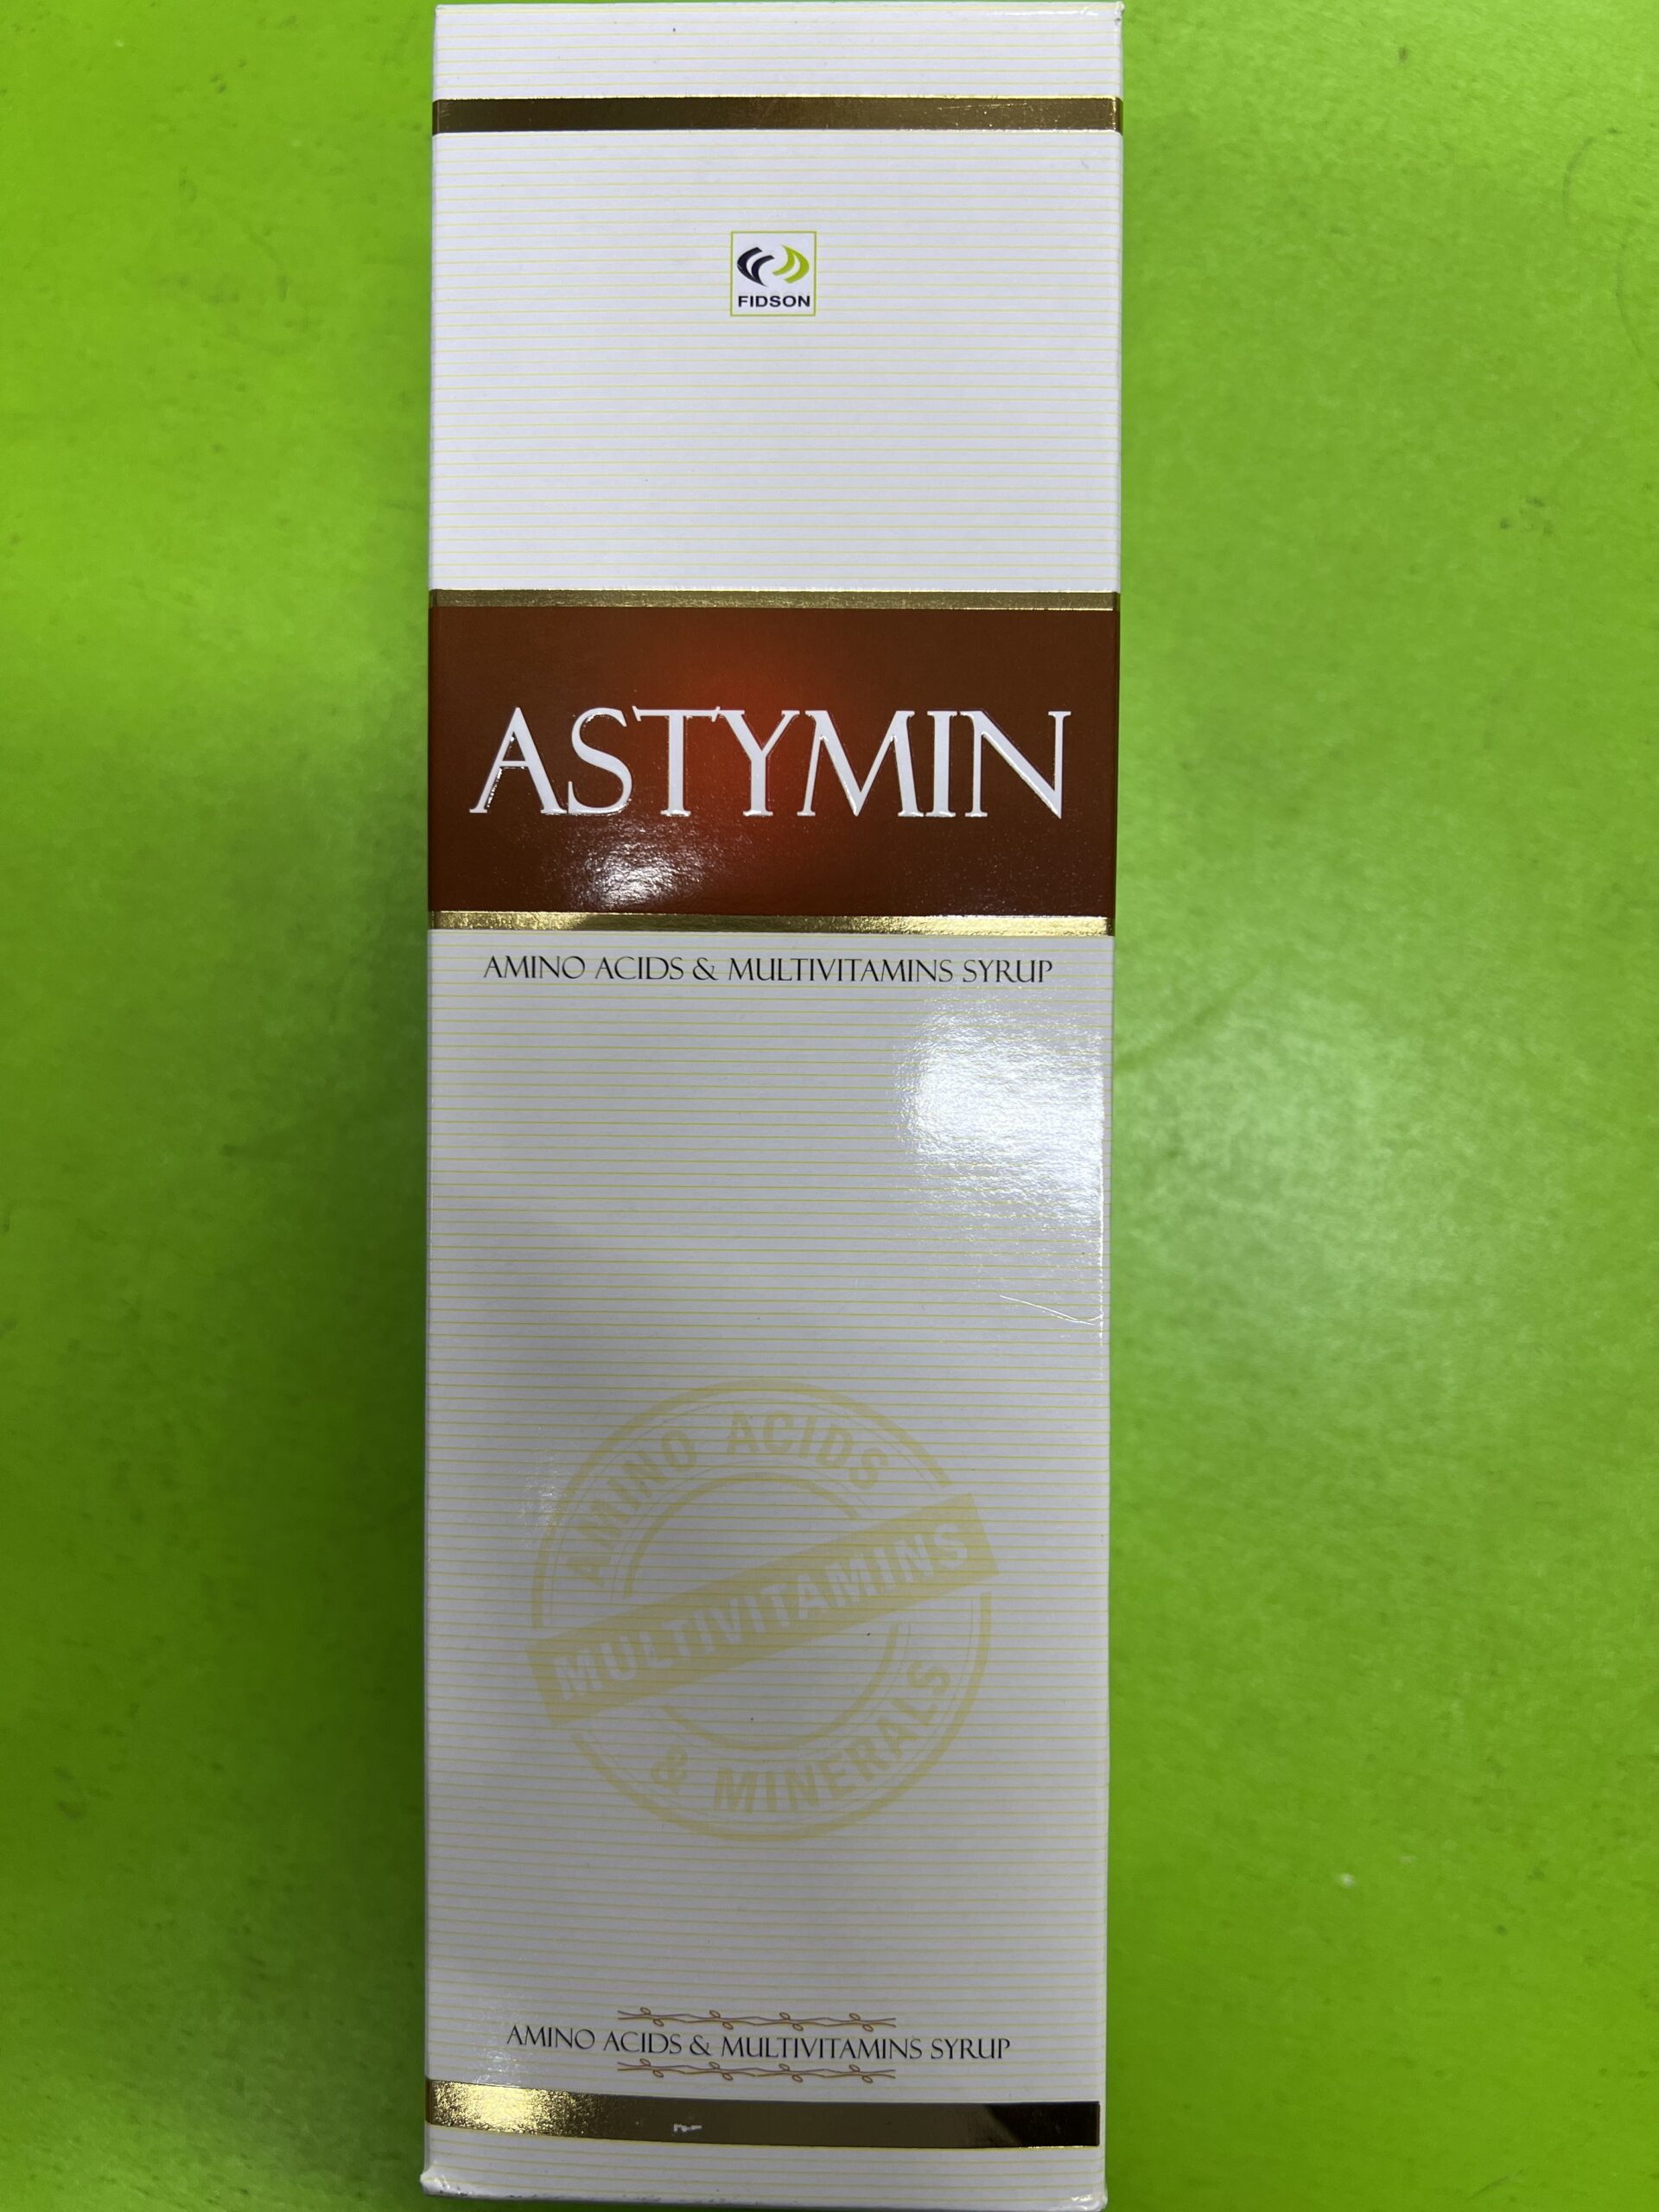 FIDSON
ASTYMIN
AMINO ACIDS & MULTIVITAMINS SYRUP
AMINO ACIDS
MULTIVITAMINS
& MINERALS
AMINO ACIDS & MULTIVITAMINS SYRUP